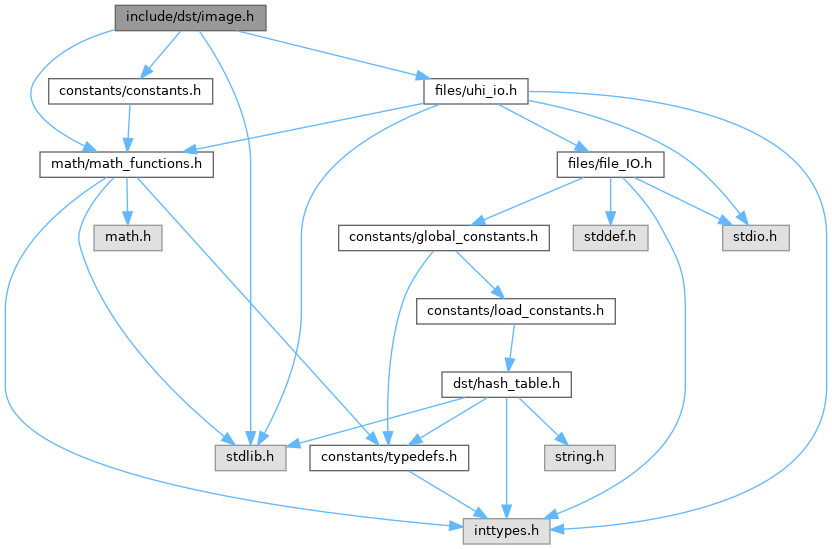 include/dst/image.h
constants/constants.h
files/uhi_io.h
math/math_functions.h
files/file_IO.h
math.h
constants/global_constants.h
stddef.h
stdio.h
constants/load_constants.h
dst/hash_table.h
stdlib.h
constants/typedefs.h
string.h
inttypes.h